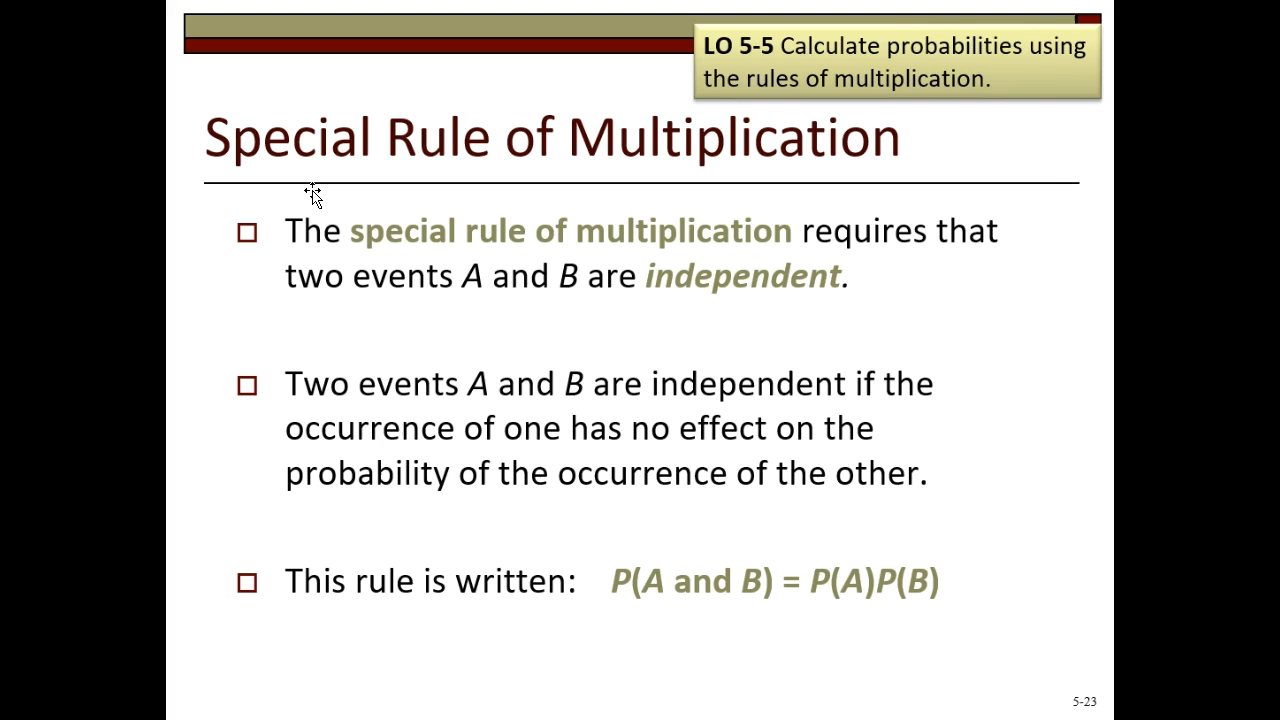 LO 5-5 Calculate probabilities using
the rules of multiplication.
Special Rule of Multiplication
The special rule of multiplication requires that
two events A and B are independent.
Two events A and B are independent if the
occurrence of one has no effect on the
probability of the occurrence of the other.
This rule is written: P(A and B) = P(A)P(B)
5-23